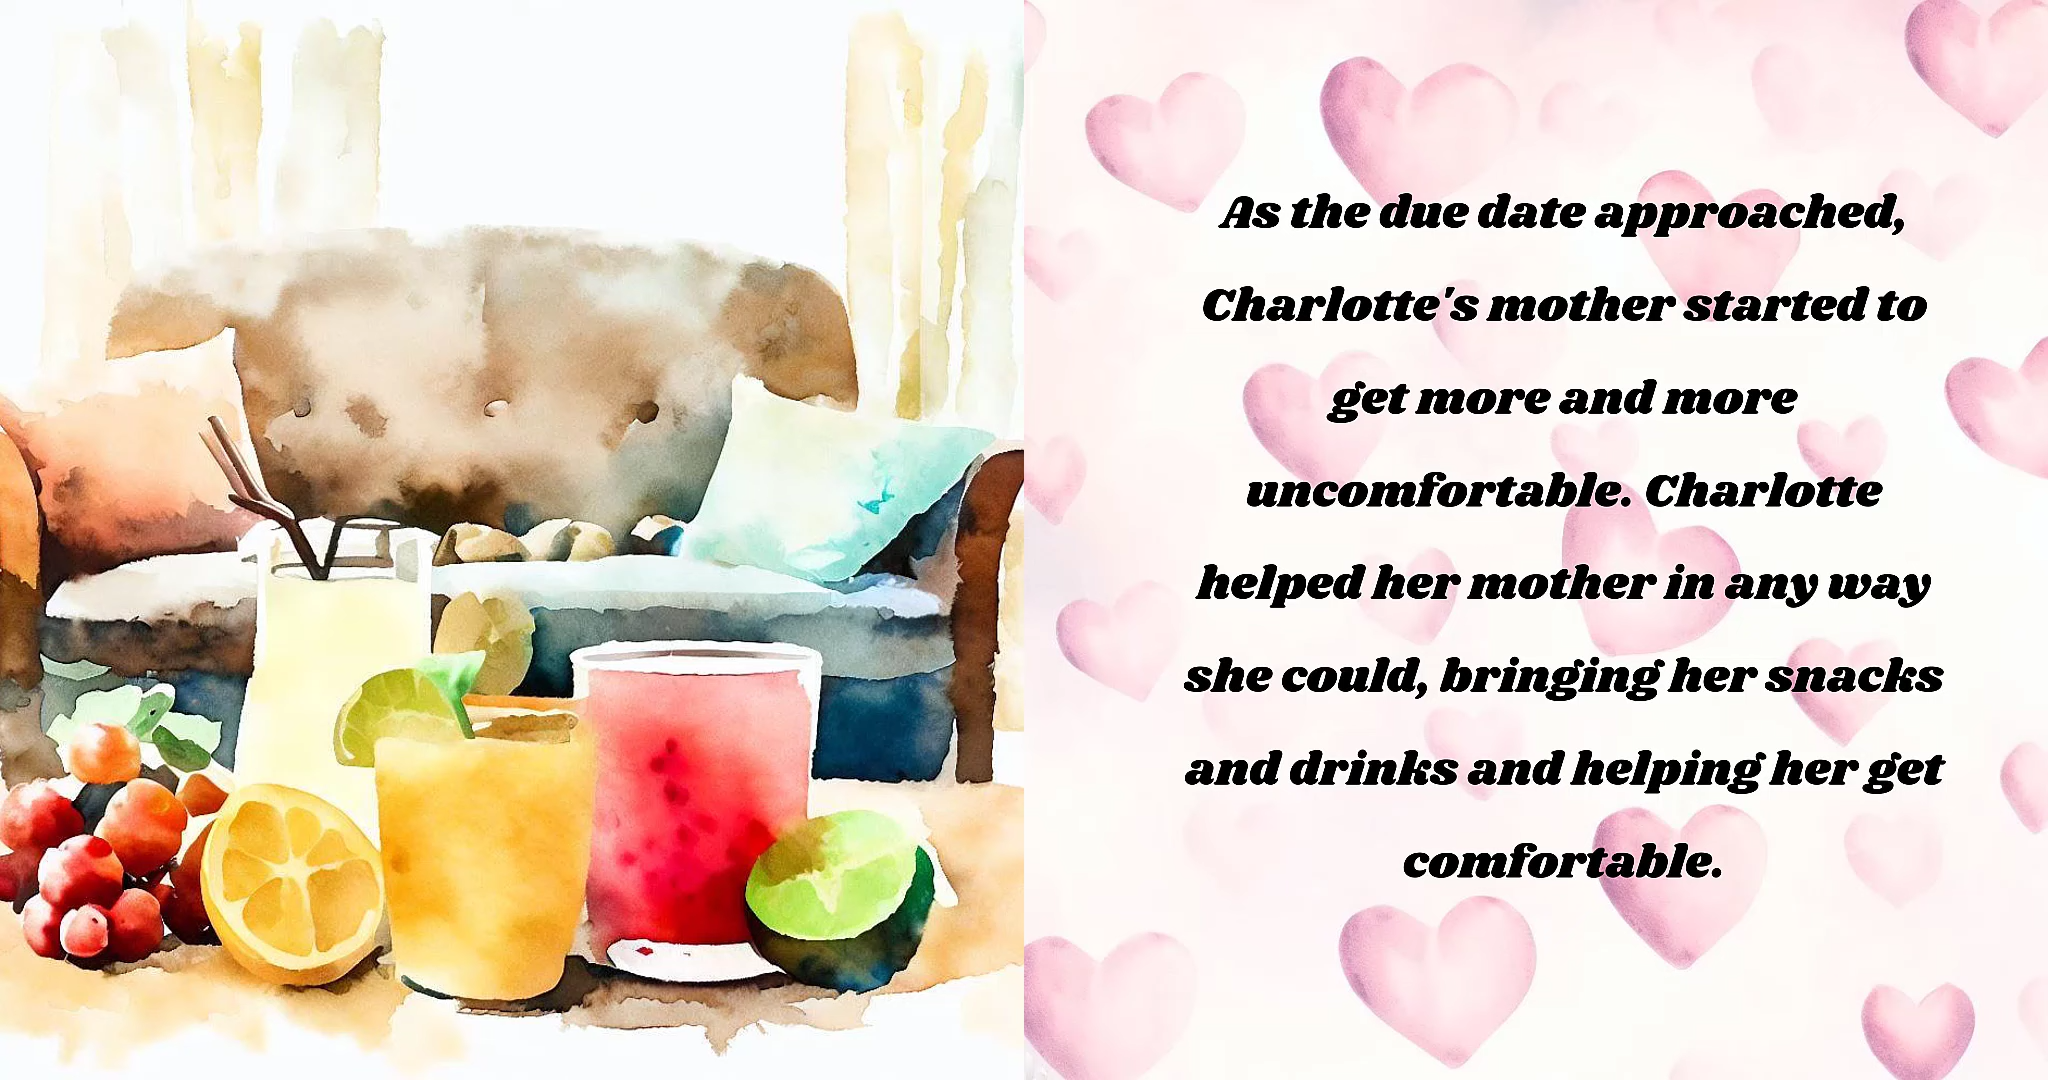 As the due date approached,
Charlotte's mother started to
get more and more
uncomfortable. Charlotte
helped her mother in any way
she could, bringing her snacks
and drinks and helping her get
comfortable.